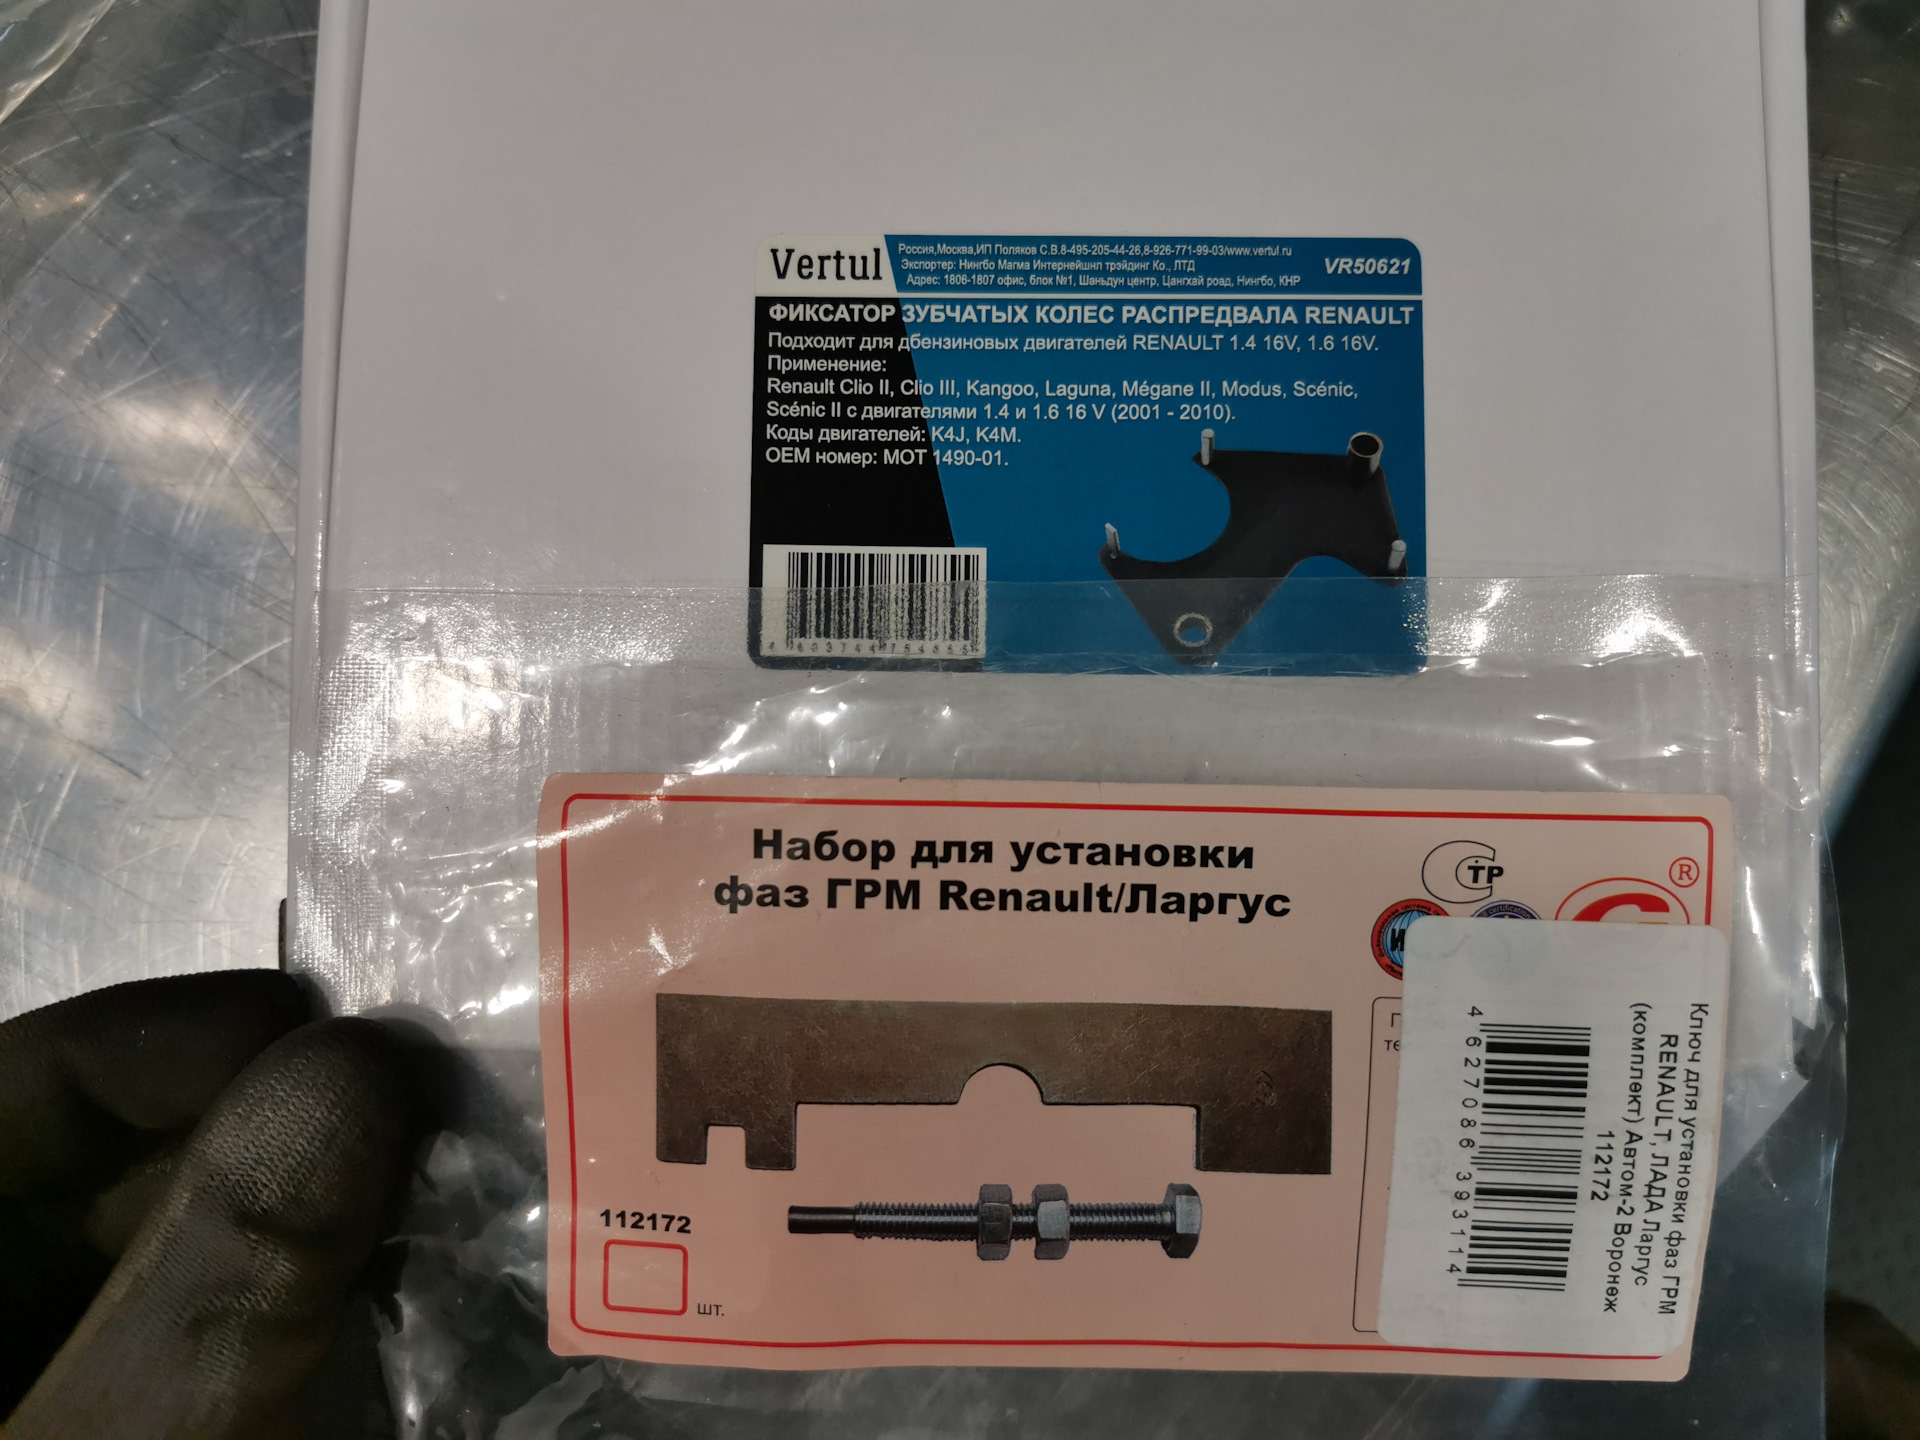 Vertul
Россия,Москва,ИП Поляков С.В.8-495-205-44-26,8-926-771-99-03/www.vertul.ru
Экспортер: Нингбо Магма Интернейшнл трэйдинг Ко., ЛТД
Адрес: 1806-1807 офис, блок №1, Шаньдун центр, Цангхай роад, Нингбо, КНР
VR50621
ФИКСАТОР ЗУБЧАТЫХ КОЛЕС РАСПРЕДВАЛА RENAULT
Подходит для дбензиновых двигателей RENAULT 1.4 16V, 1.6 16V.
Применение:
Renault Clio II, Clio III, Kangoo, Laguna, Mégane II, Modus, Scénic,
Scénic II с двигателями 1.4 и 1.6 16 V (2001 - 2010).
Коды двигателей: K4J, K4M.
OEM номер: MOT 1490-01.
Набор для установки
фаз ГРМ Renault/Ларгус
ТР
®
112172
шт.
Ключ для установки фаз ГРМ
RENAULT, ЛАДА Ларгус
(комплект) Автом-2 Воронеж
112172
4 627086 393114